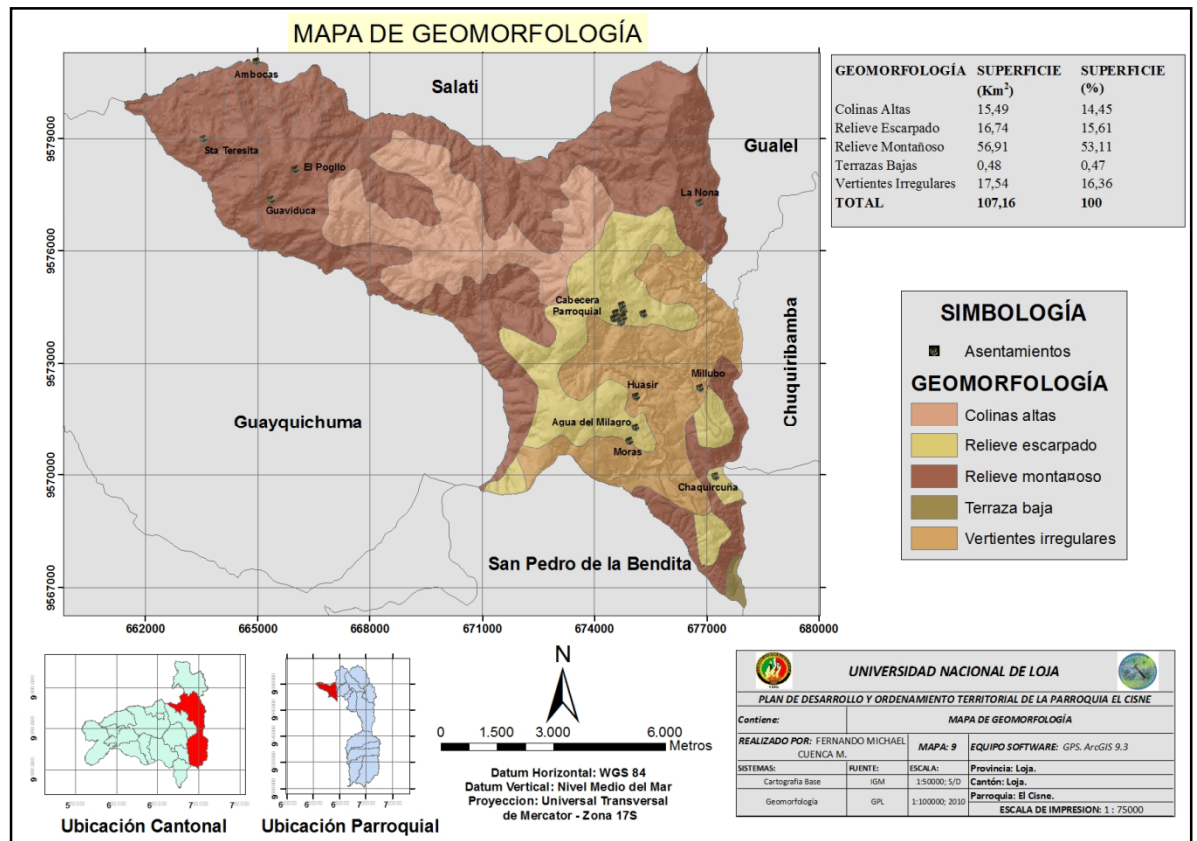 MAPA DE GEOMORFOLOGÍA
GEOMORFOLOGÍA SUPERFICIE (Km²) SUPERFICIE (%)
Colinas Altas 15,49 14,45
Relieve Escarpado 16,74 15,61
Relieve Montañoso 56,91 53,11
Terrazas Bajas 0,48 0,47
Vertientes Irregulares 17,54 16,36
TOTAL 107,16 100
Ambocas
Salati
Sta Teresita
El Pogllo
Guaviduca
Gualel
La Nona
Cabecera
Parroquial
Chuquiribamba
Millubo
Huasir
Guayquichuma
Agua del Milagro
Moras
Chaquircuña
San Pedro de la Bendita
9579000
9576000
9573000
9570000
9567000
662000 665000 668000 671000 674000 677000 680000
SIMBOLOGÍA
Asentamientos
GEOMORFOLOGÍA
Colinas altas
Relieve escarpado
Relieve monta¤oso
Terraza baja
Vertientes irregulares
Ubicación Cantonal
Ubicación Parroquial
N
0 1.500 3.000 6.000
Metros
Datum Horizontal: WGS 84
Datum Vertical: Nivel Medio del Mar
Proyeccion: Universal Transversal
de Mercator - Zona 17S
UNIVERSIDAD NACIONAL DE LOJA
PLAN DE DESARROLLO Y ORDENAMIENTO TERRITORIAL DE LA PARROQUIA EL CISNE
Contiene: MAPA DE GEOMORFOLOGÍA
REALIZADO POR: FERNANDO MICHAEL CUENCA M. MAPA: 9 EQUIPO SOFTWARE: GPS. ArcGIS 9.3
SISTEMAS: FUENTE: ESCALA: Provincia: Loja.
Cartografía Base IGM 1:50000; S/D Cantón: Loja.
Geomorfología GPL 1:100000; 2010 Parroquia: El Cisne.
ESCALA DE IMPRESION: 1 : 75000